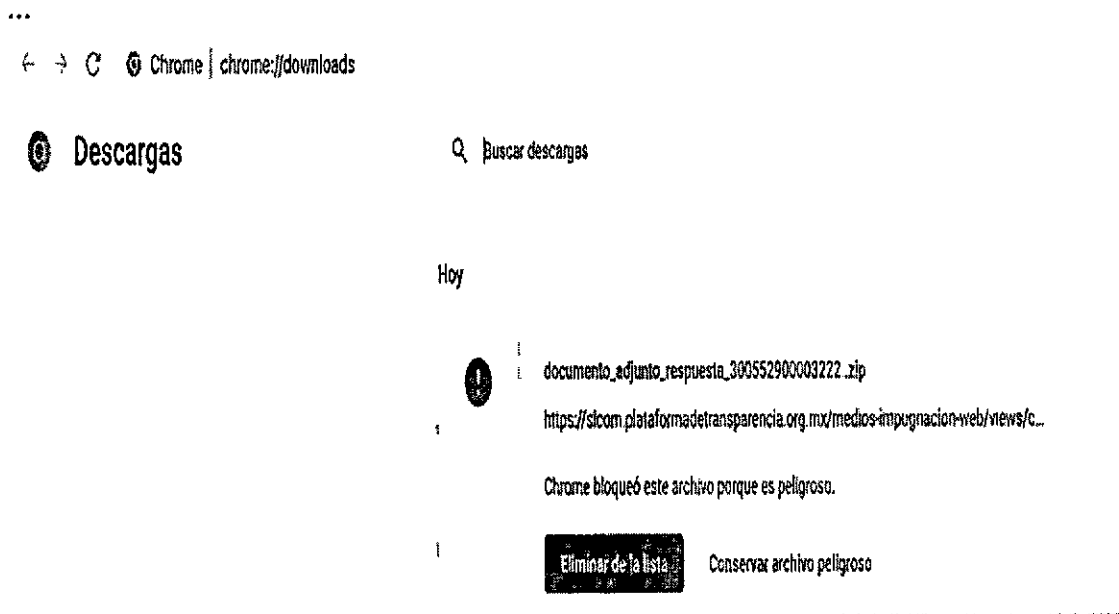 ...
Chrome | chrome://downloads
Descargas
Buscar descargas
Hoy
documento_adjunto_respuesta_300552900003222 .zip
https://sicom.plataformadetransparencia.org.mx/medios-impugnacion-web/views/c...
Chrome bloqueó este archivo porque es peligroso.
Eliminar de la lista Conservar archivo peligroso